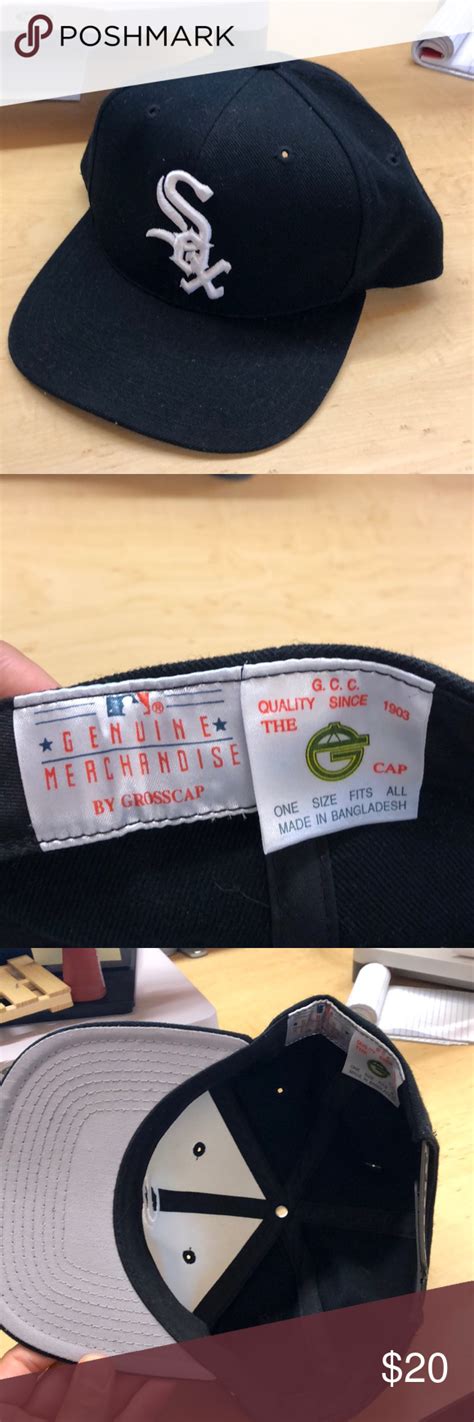 POSHMARK
Sox
®
GENUINE
MERCHANDISE
BY GROSSCAP
G. C. C.
QUALITY SINCE 1903
THE G CAP
ONE SIZE FITS ALL
MADE IN BANGLADESH
$20